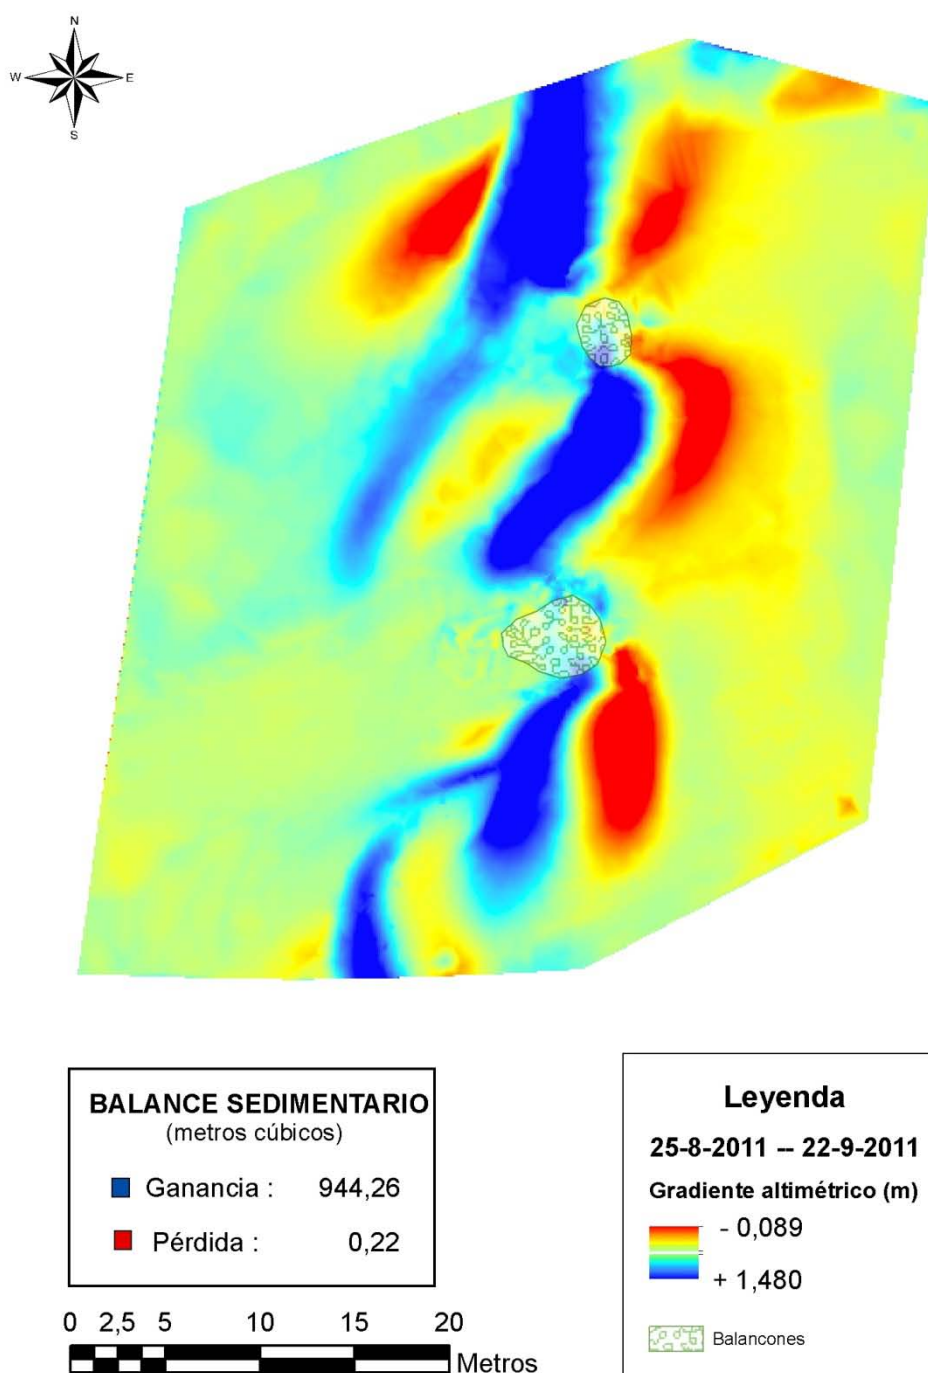 N
W E
S
BALANCE SEDIMENTARIO
(metros cúbicos)
Ganancia : 944,26
Pérdida : 0,22
0 2,5 5 10 15 20
Metros
Leyenda
25-8-2011 -- 22-9-2011
Gradiente altimétrico (m)
- 0,089
+ 1,480
Balancones